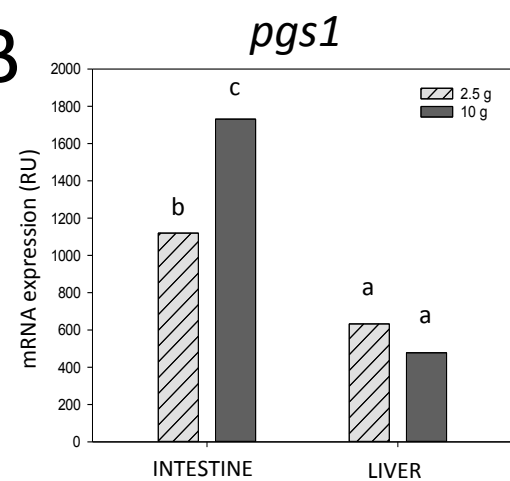 B
pgs1
mRNA expression (RU)
2000
1800
1600
1400
1200
1000
800
600
400
200
0
2.5 g
10 g
b
c
a
a
INTESTINE
LIVER